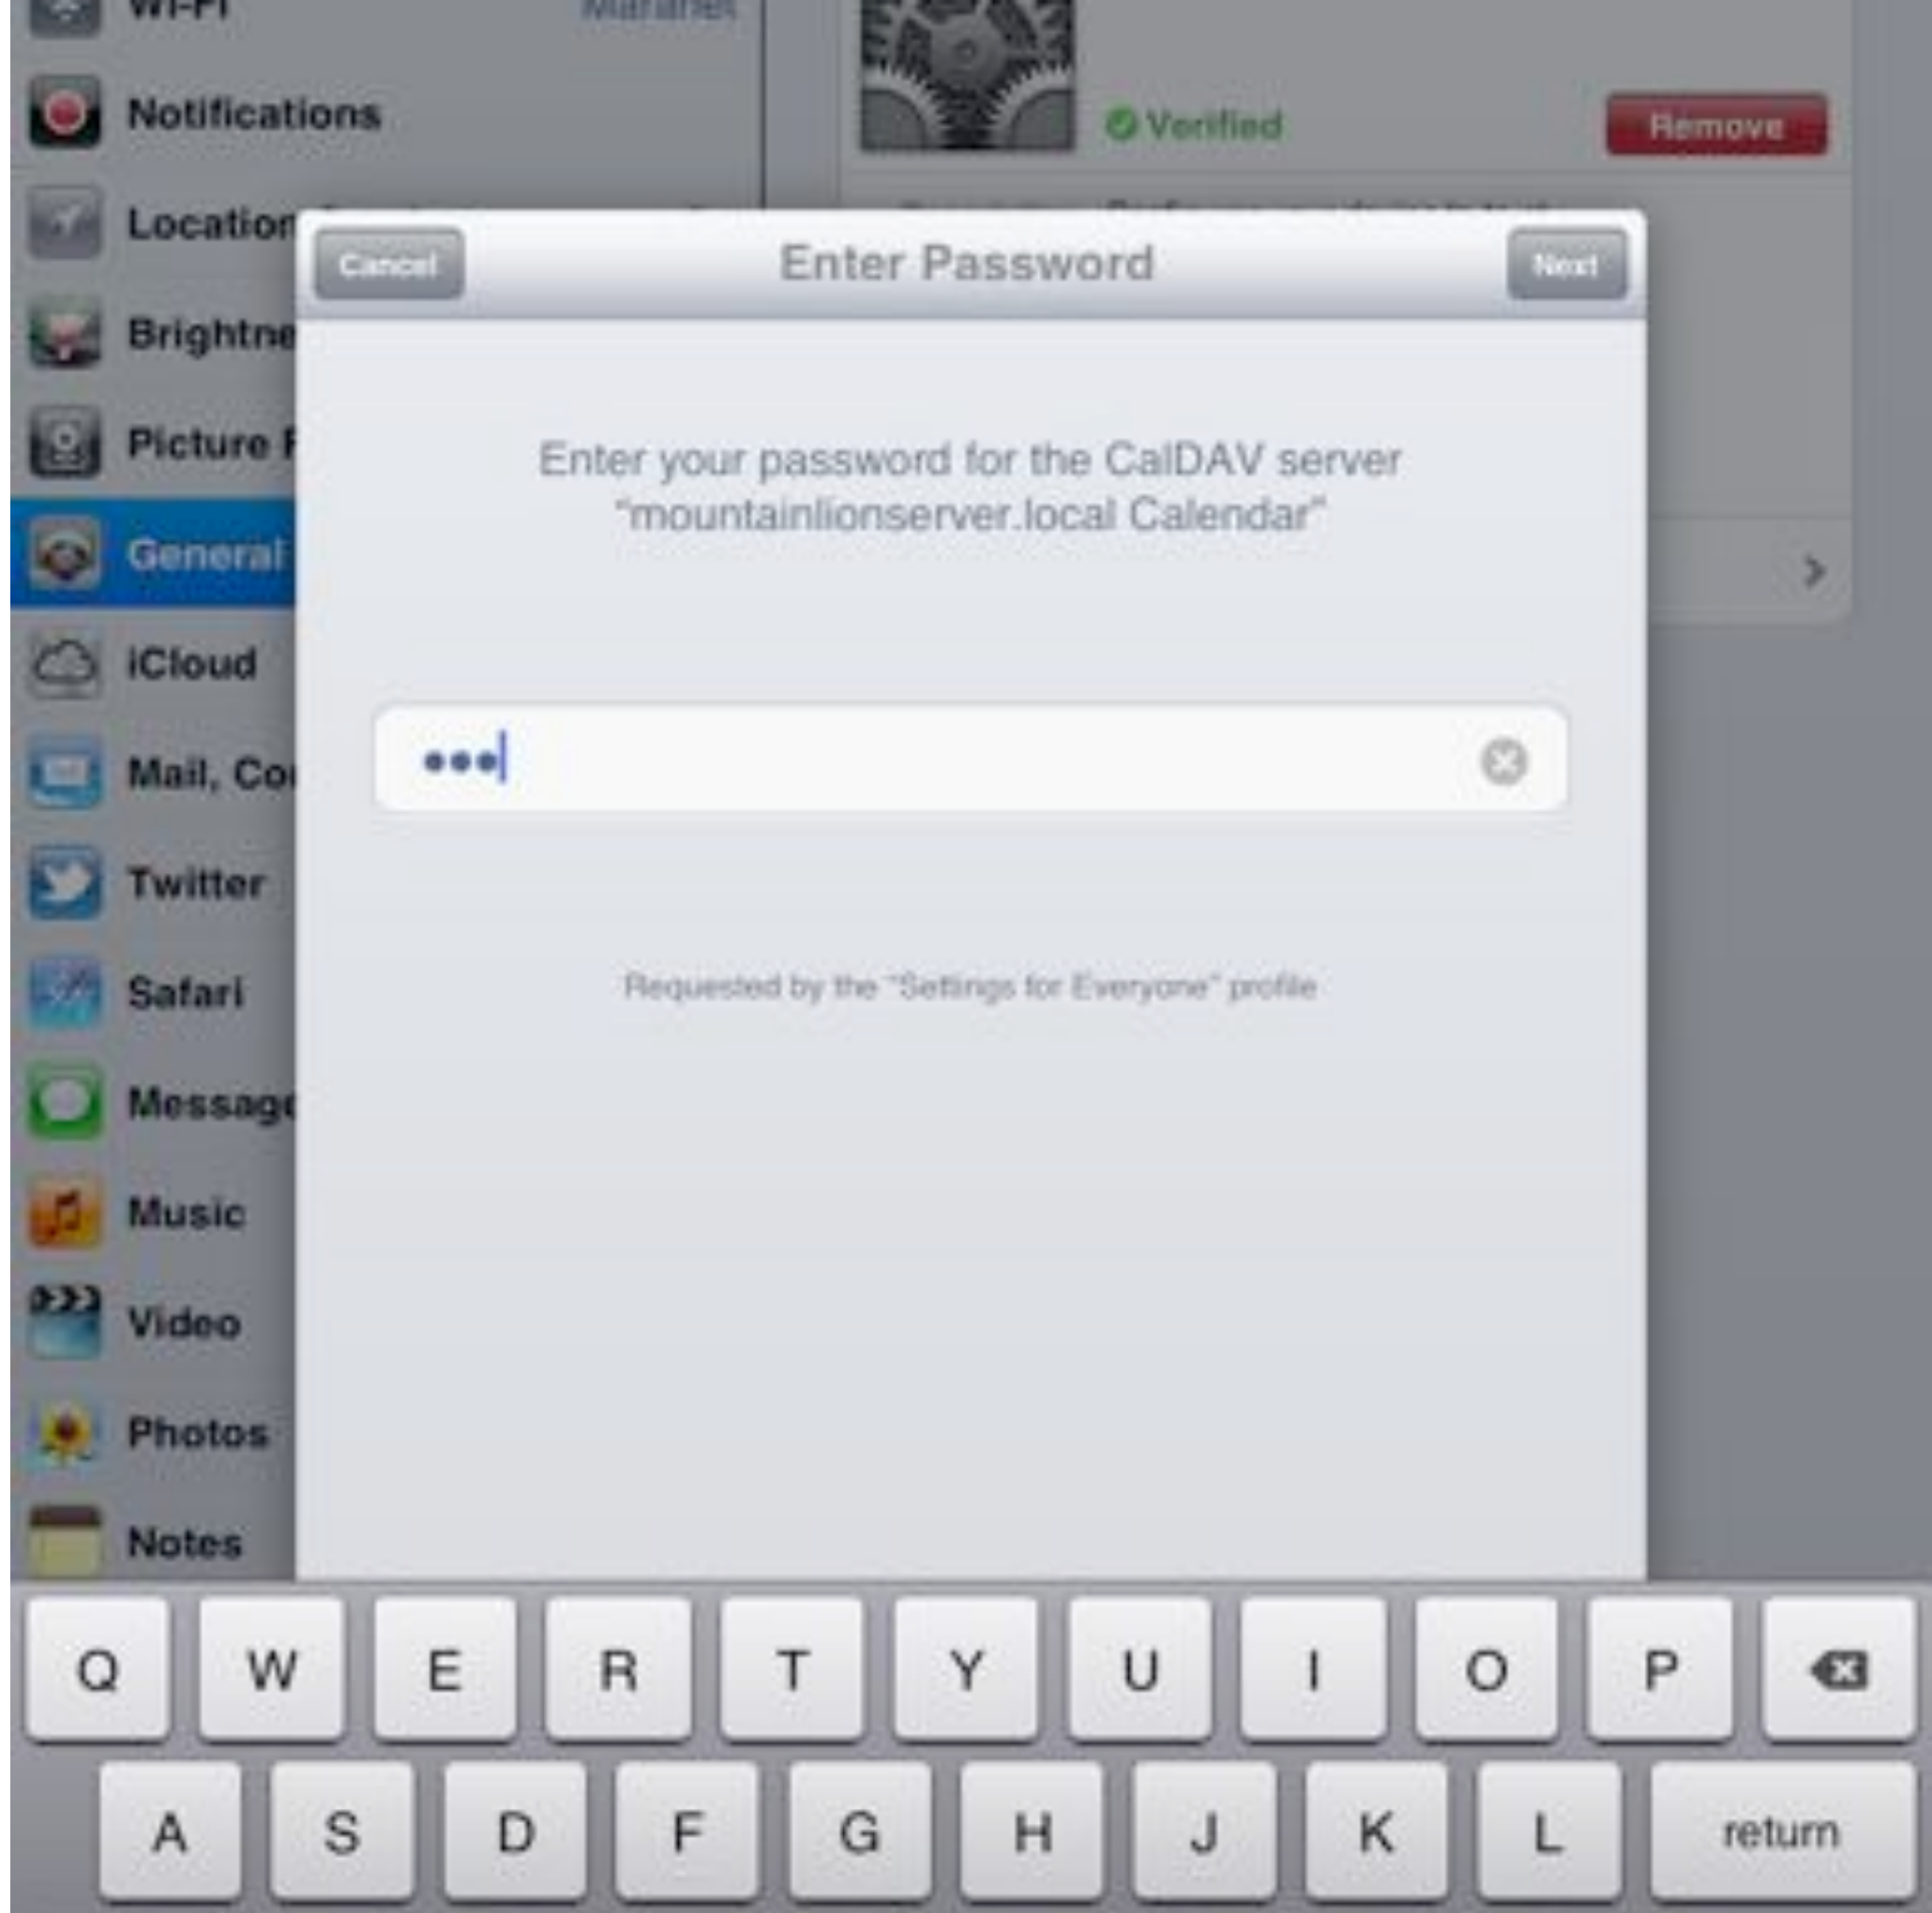 Wi-Fi
Notifications
Verified
Remove
Location
Cancel
Enter Password
Next
Brightne
Enter your password for the CalDAV server
“mountainlionserver.local Calendar”
Picture F
General
iCloud
Mail, Co
Twitter
Safari
Requested by the “Settings for Everyone” profile
Message
Music
Video
Photos
Notes
Q W E R T Y U I O P
A S D F G H J K L return